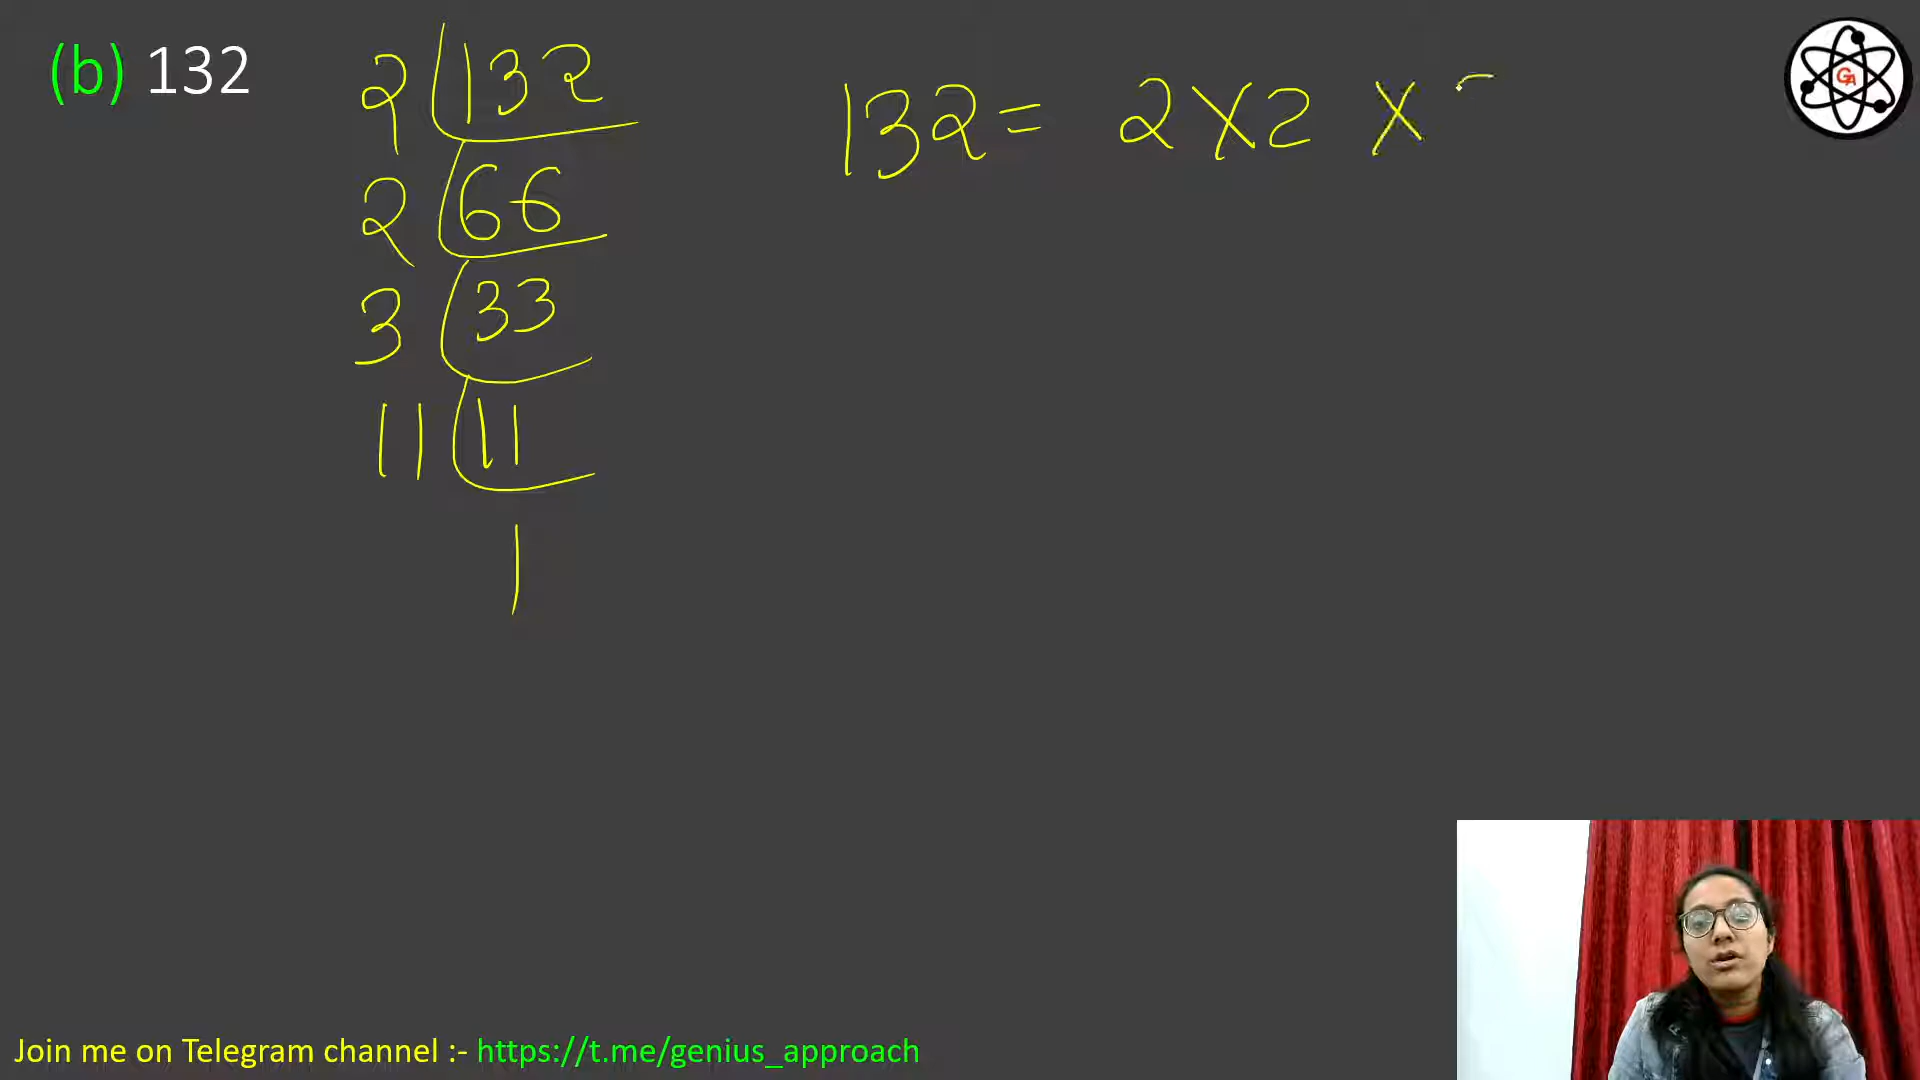 (b) 132
2 132
2 66
3 33
11 11
1
132 = 2 X 2 X
GA
Join me on Telegram channel :- https://t.me/genius_approach